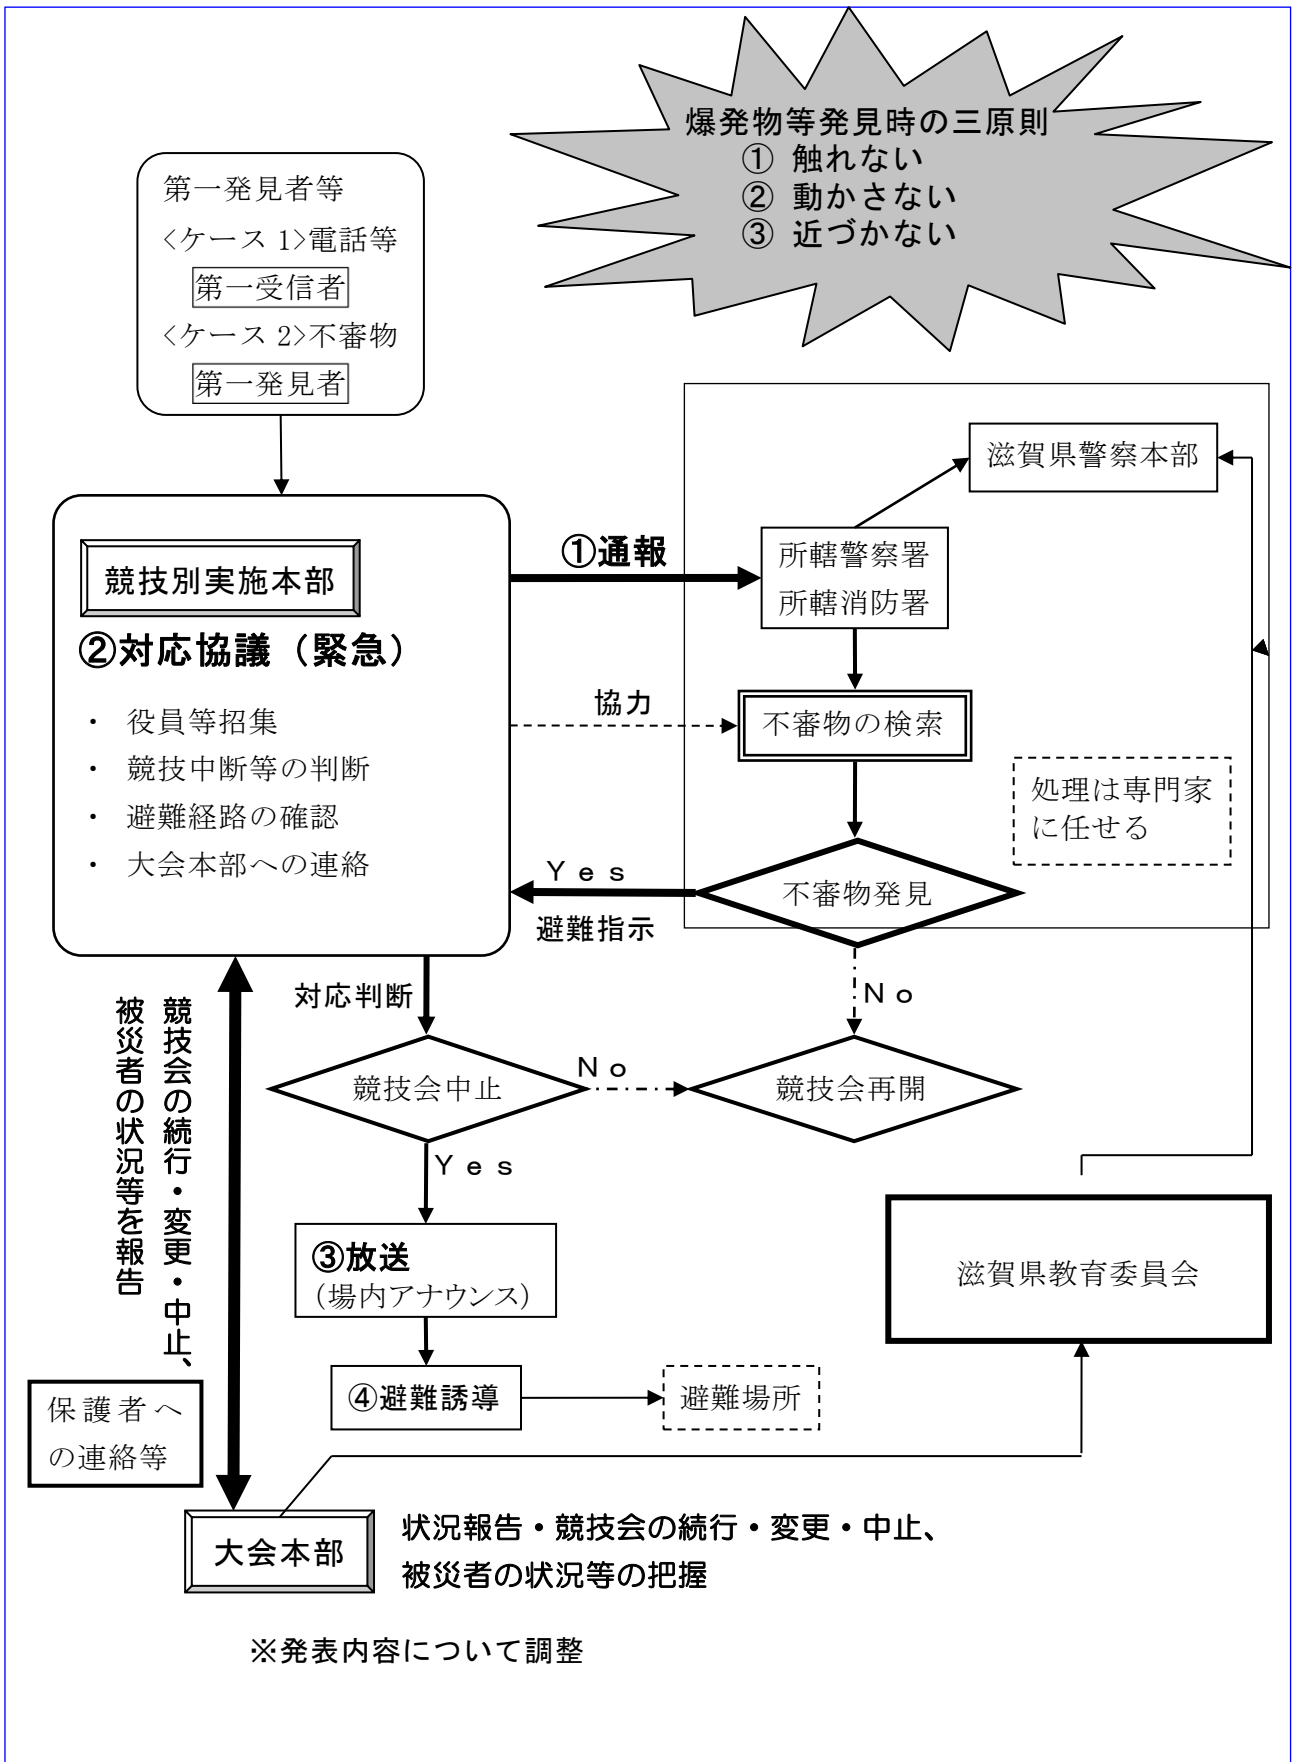 爆発物等発見時の三原則
① 触れない
② 動かさない
③ 近づかない
第一発見者等
<ケース 1>電話等
第一受信者
<ケース 2>不審物
第一発見者
滋賀県警察本部
①通報
所轄警察署
所轄消防署
競技別実施本部
②対応協議（緊急）
・ 役員等招集
・ 競技中断等の判断
・ 避難経路の確認
・ 大会本部への連絡
協力
不審物の検索
処理は専門家
に任せる
Ｙｅｓ
不審物発見
避難指示
対応判断
Ｎｏ
競技会の続行・変更・中止、
被災者の状況等を報告
競技会中止
Ｎｏ
競技会再開
Ｙｅｓ
③放送
（場内アナウンス）
滋賀県教育委員会
④避難誘導
避難場所
保護者へ
の連絡等
大会本部
状況報告・競技会の続行・変更・中止、
被災者の状況等の把握
※発表内容について調整